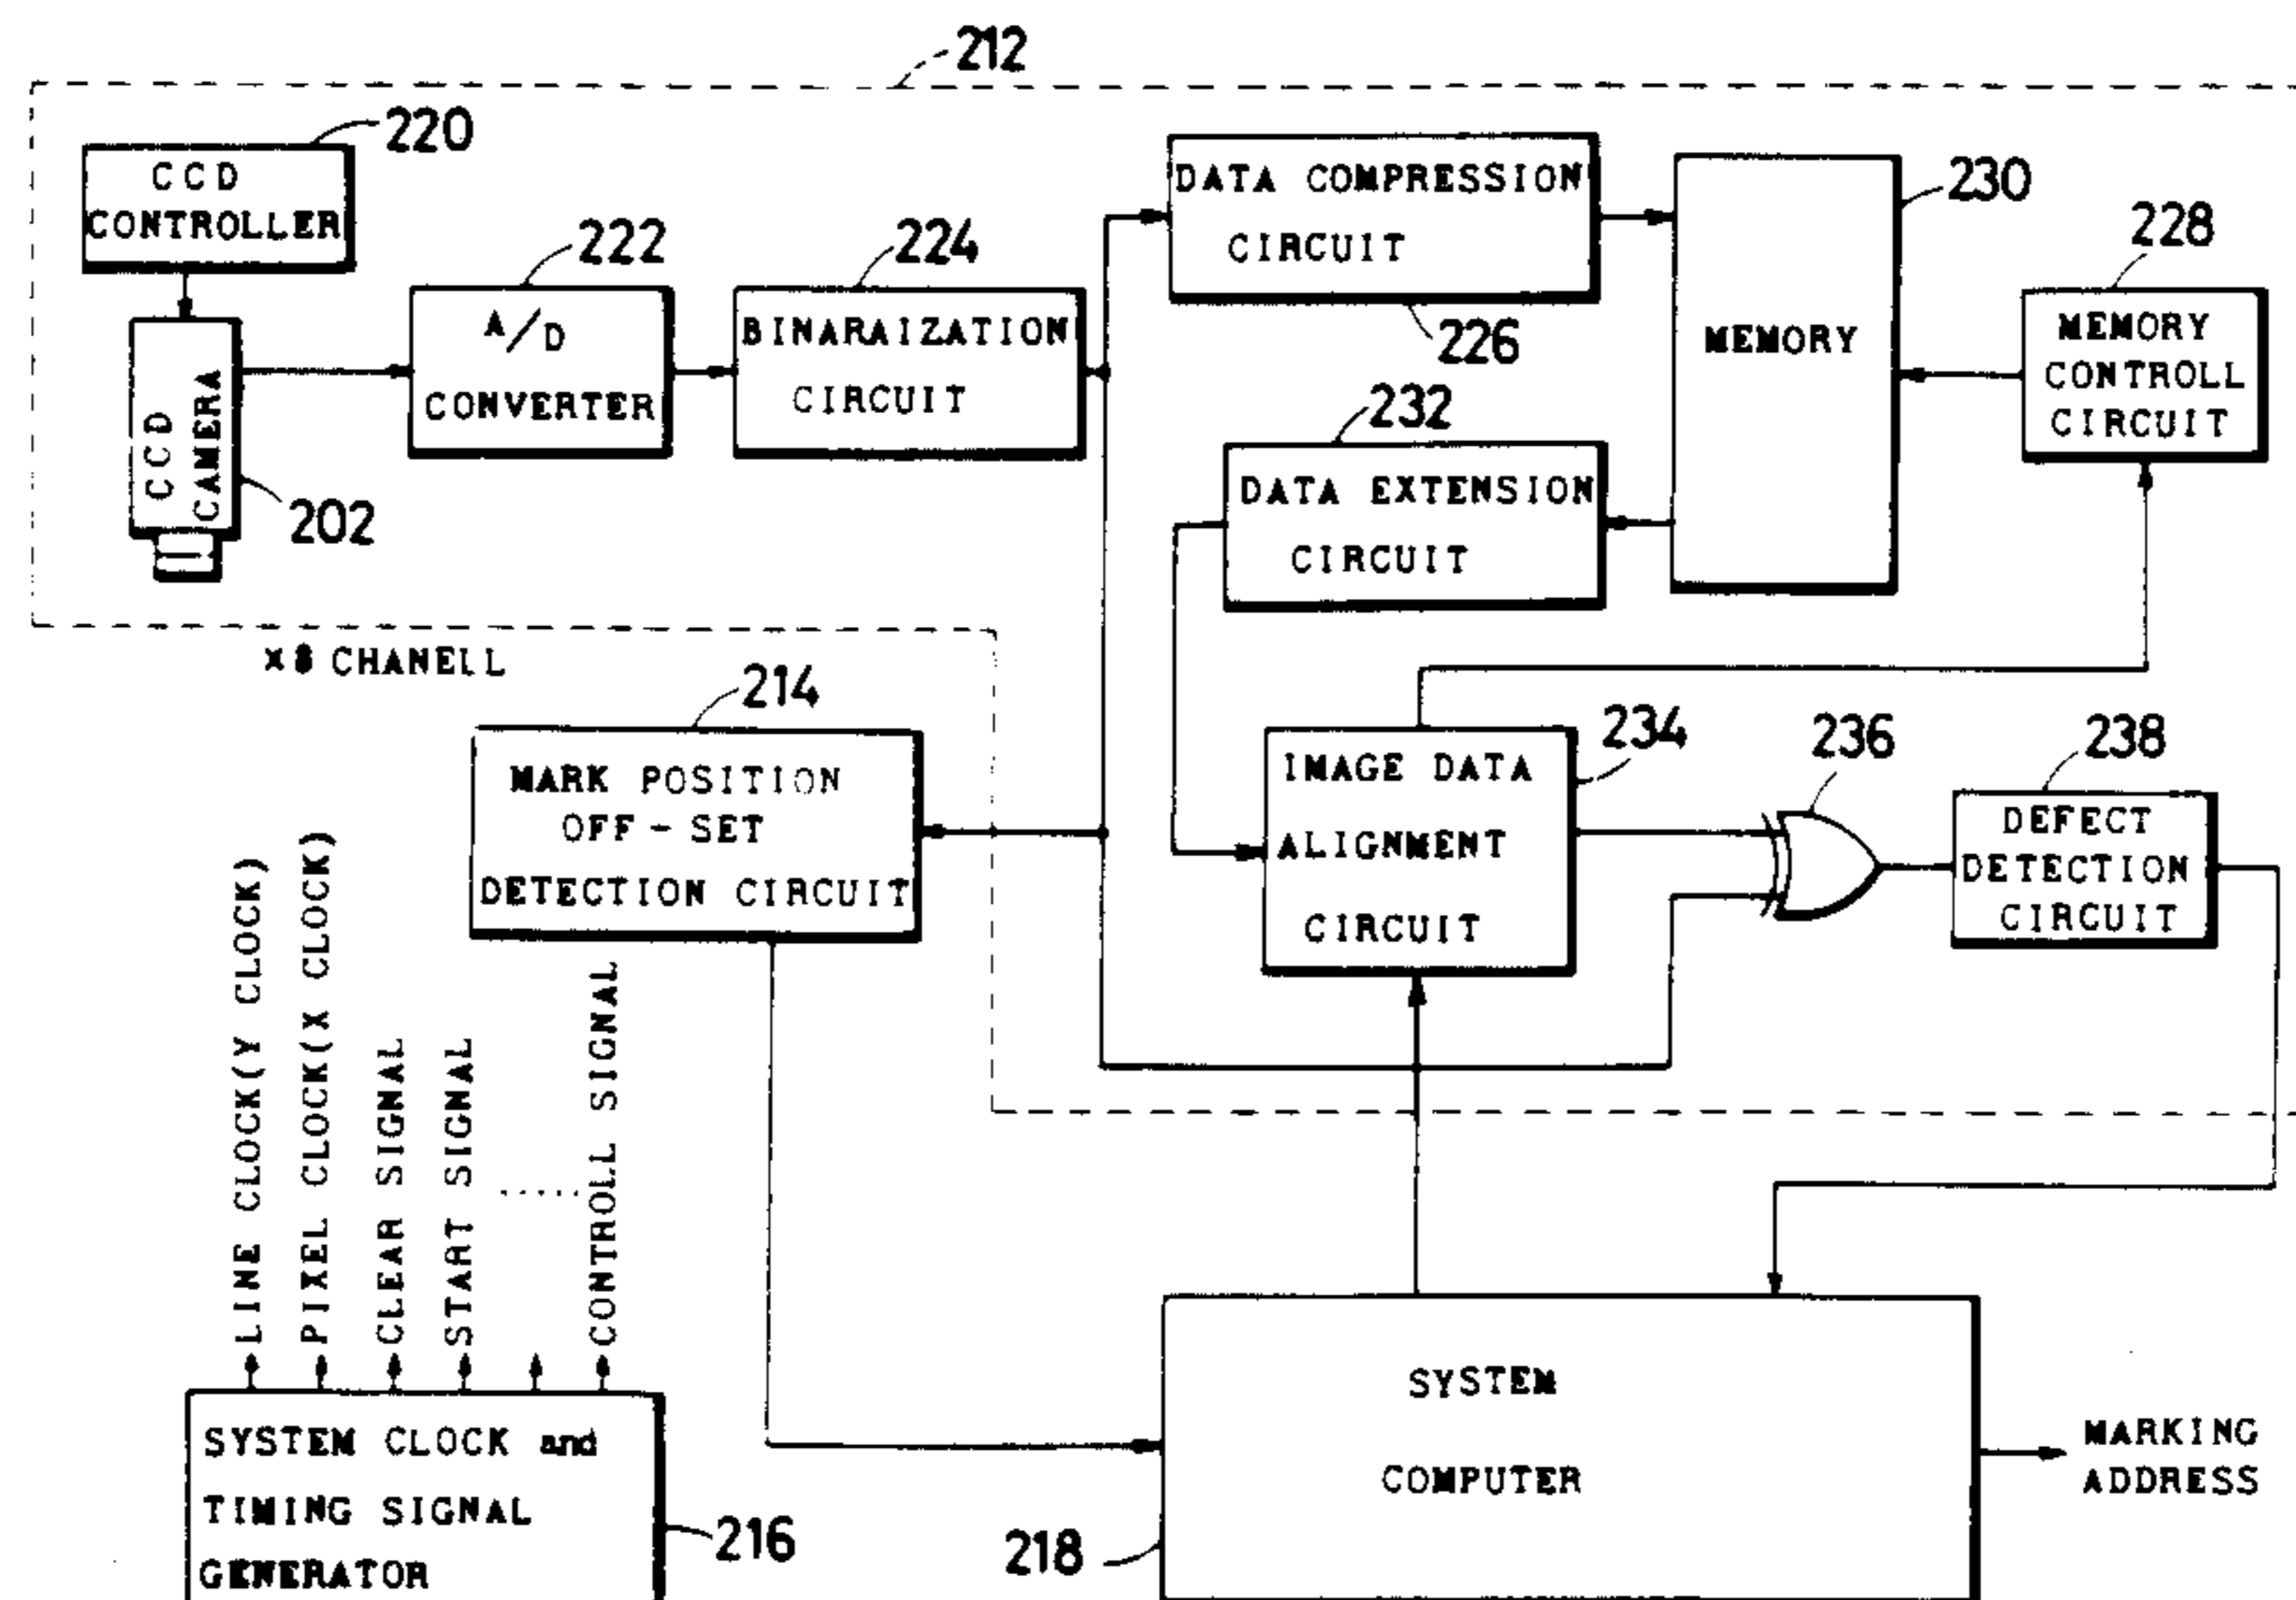 212
220
CCD
CONTROLLER
222
A/D
CONVERTER
224
BINARAIZATION
CIRCUIT
DATA COMPRESSION
CIRCUIT
226
230
MEMORY
228
MEMORY
CONTROLL
CIRCUIT
CCD
CAMERA
202
232
DATA EXTENSION
CIRCUIT
CHANELL
214
MARK POSITION
OFF-SET
DETECTION CIRCUIT
234
IMAGE DATA
ALIGNMENT
CIRCUIT
236
238
DEFECT
DETECTION
CIRCUIT
LINE CLOCK(Y CLOCK)
PIXEL CLOCK(X CLOCK)
CLEAR SIGNAL
START SIGNAL
......
CONTROLL SIGNAL
SYSTEM CLOCK and
TIMING SIGNAL
GENERATOR
216
218
SYSTEM
COMPUTER
MARKING
ADDRESS